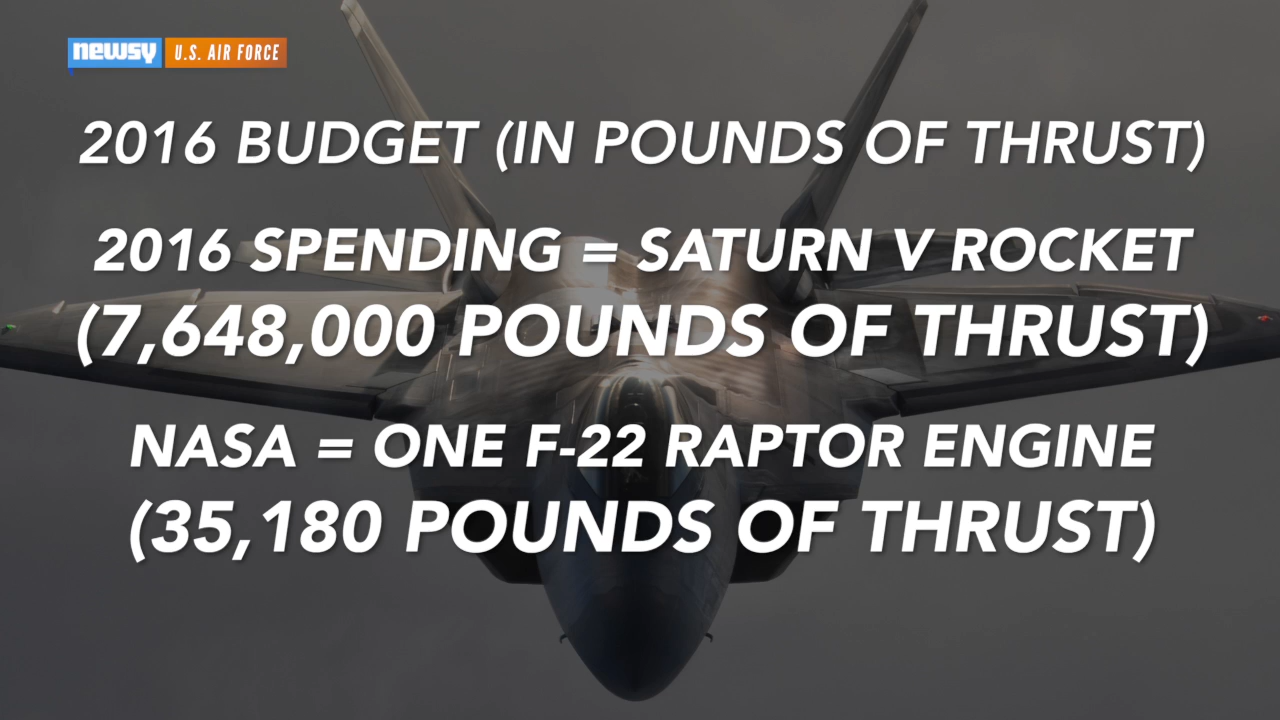 newsy U.S. AIR FORCE
2016 BUDGET (IN POUNDS OF THRUST)
2016 SPENDING = SATURN V ROCKET
(7,648,000 POUNDS OF THRUST)
NASA = ONE F-22 RAPTOR ENGINE
(35,180 POUNDS OF THRUST)